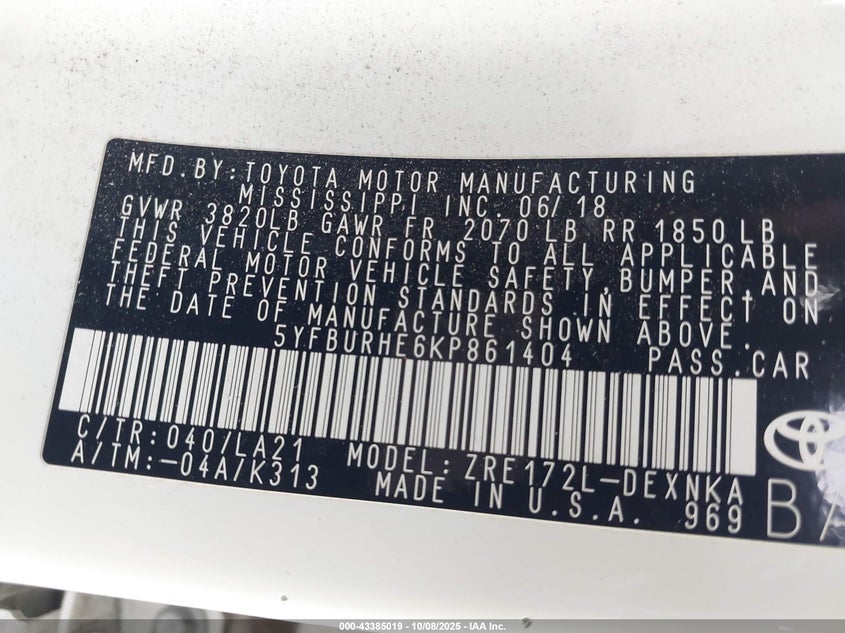 MFD.BY:TOYOTA MOTOR MANUFACTURING
MISSISSIPPI INC. 06/18
GVWR 3820LB GAWR FR 2070 LB RR 1850 LB
THIS VEHICLE CONFORMS TO ALL APPLICABLE
FEDERAL MOTOR VEHICLE SAFETY,BUMPER,AND
THEFT PREVENTION STANDARDS IN EFFECT ON
THE DATE OF MANUFACTURE SHOWN ABOVE.
5YFBURHE6KP861404 PASS.CAR
C/TR:040/LA21 MODEL:ZRE172L-DEXNKA
A/TM:-04A/K313 MADE IN U.S.A. 969
000-43385019 - 10/08/2025 - IAA Inc.